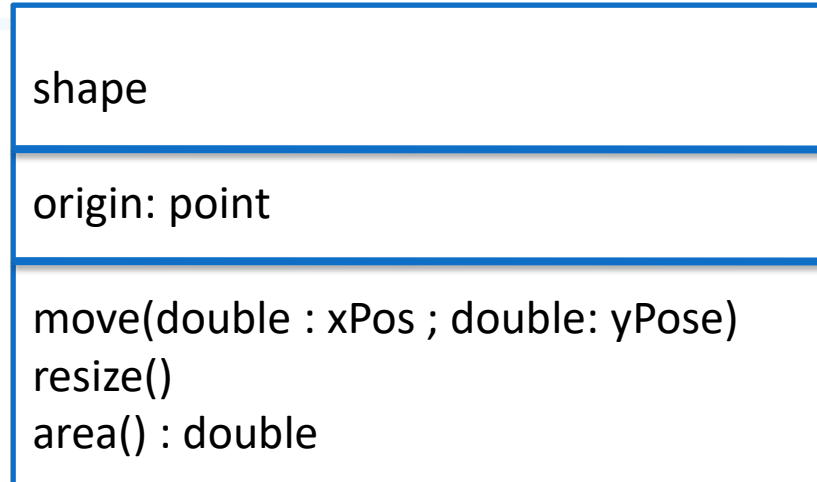 shape
origin: point
move(double : xPos ; double: yPose)
resize()
area() : double